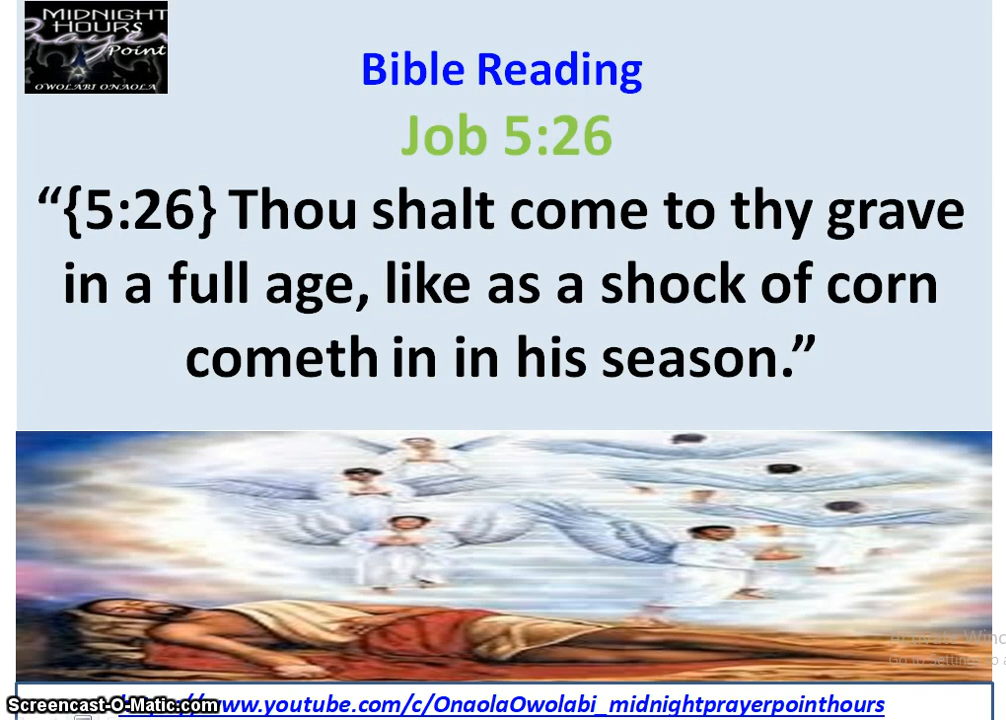 MIDNIGHT
HOURS
Prayer
Point
OWOLABI ONAOLA
Bible Reading
Job 5:26
“{5:26} Thou shalt come to thy grave
in a full age, like as a shock of corn
cometh in in his season.”
Screencast-O-Matic.com
www.youtube.com/c/OnaolaOwolabi_midnightprayerpointhours